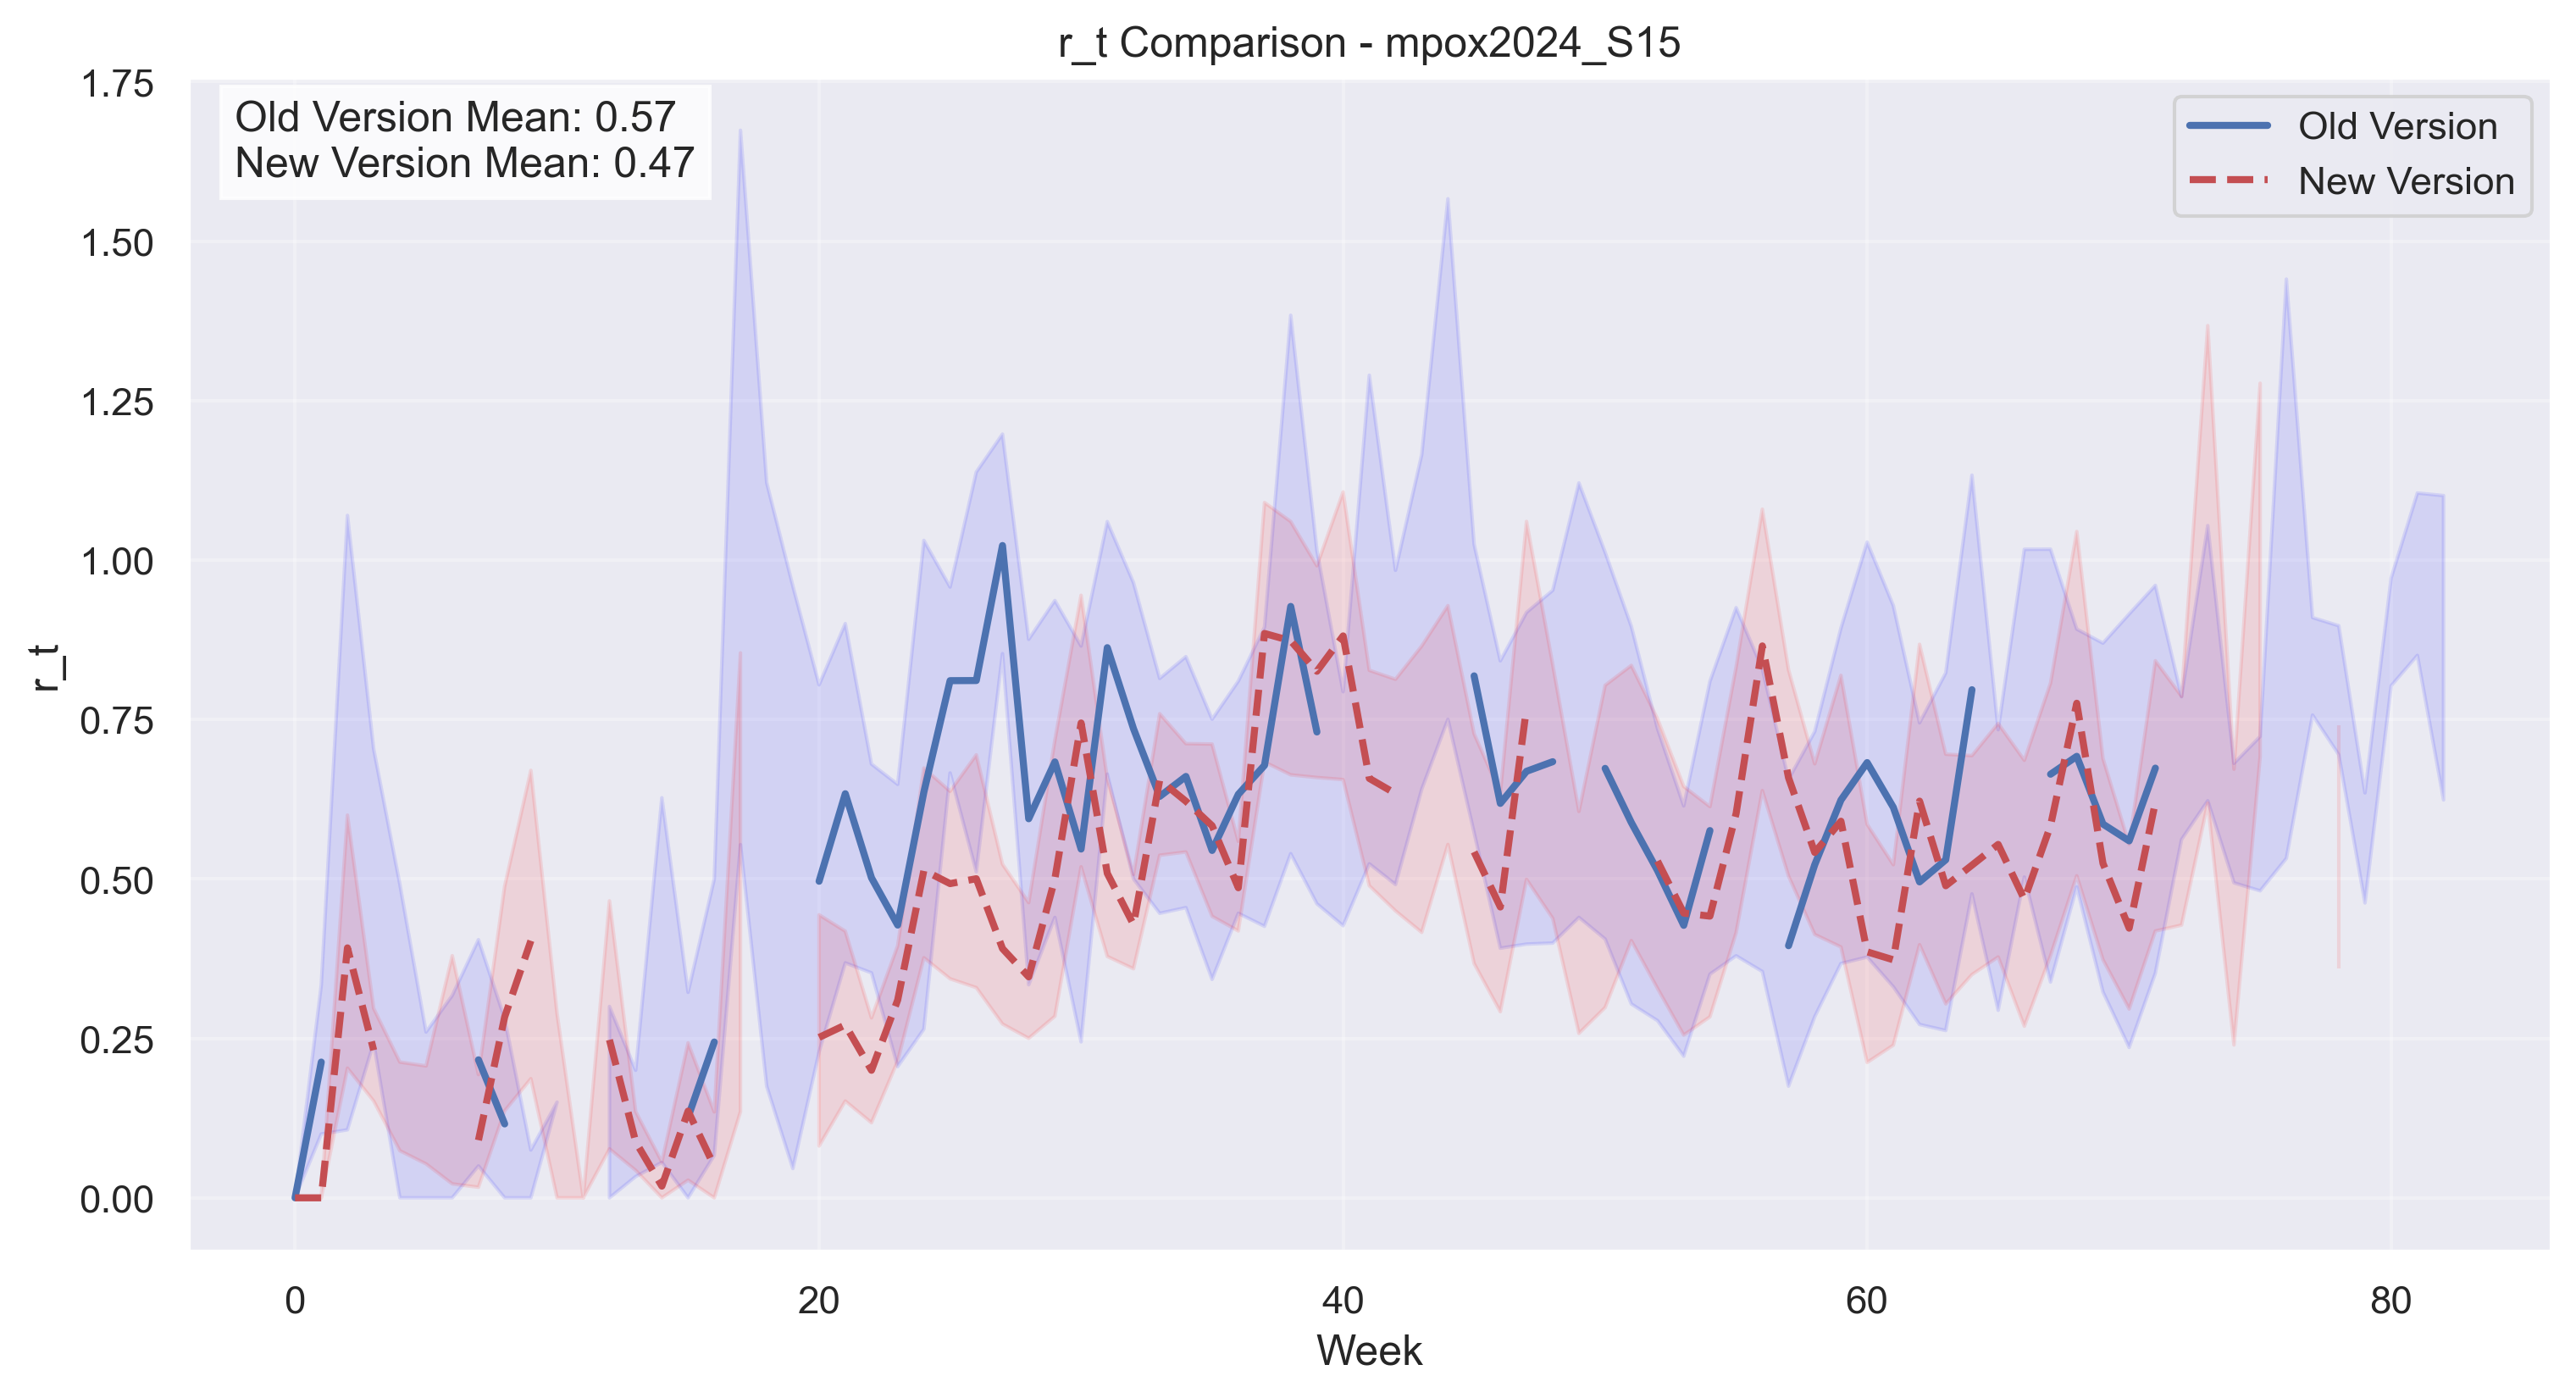 r_t Comparison - mpox2024_S15
Old Version Mean: 0.57
New Version Mean: 0.47
Old Version
New Version
1.75
1.50
1.25
1.00
0.75
0.50
0.25
0.00
r_t
0 20 40 60 80
Week